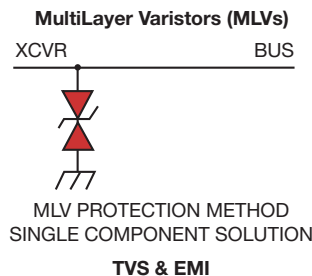 MultiLayer Varistors (MLVs)
XCVR BUS
MLV PROTECTION METHOD
SINGLE COMPONENT SOLUTION
TVS & EMI